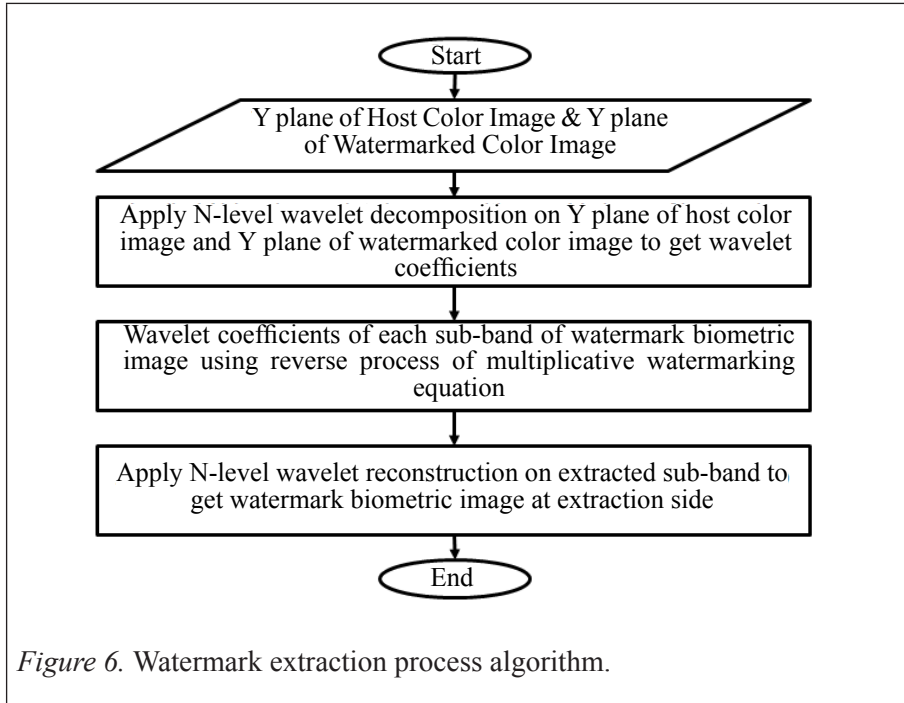 Start
Y plane of Host Color Image & Y plane
of Watermarked Color Image
Apply N-level wavelet decomposition on Y plane of host color
image and Y plane of watermarked color image to get wavelet
coefficients
Wavelet coefficients of each sub-band of watermark biometric
image using reverse process of multiplicative watermarking
equation
Apply N-level wavelet reconstruction on extracted sub-band to
get watermark biometric image at extraction side
End
Figure 6. Watermark extraction process algorithm.